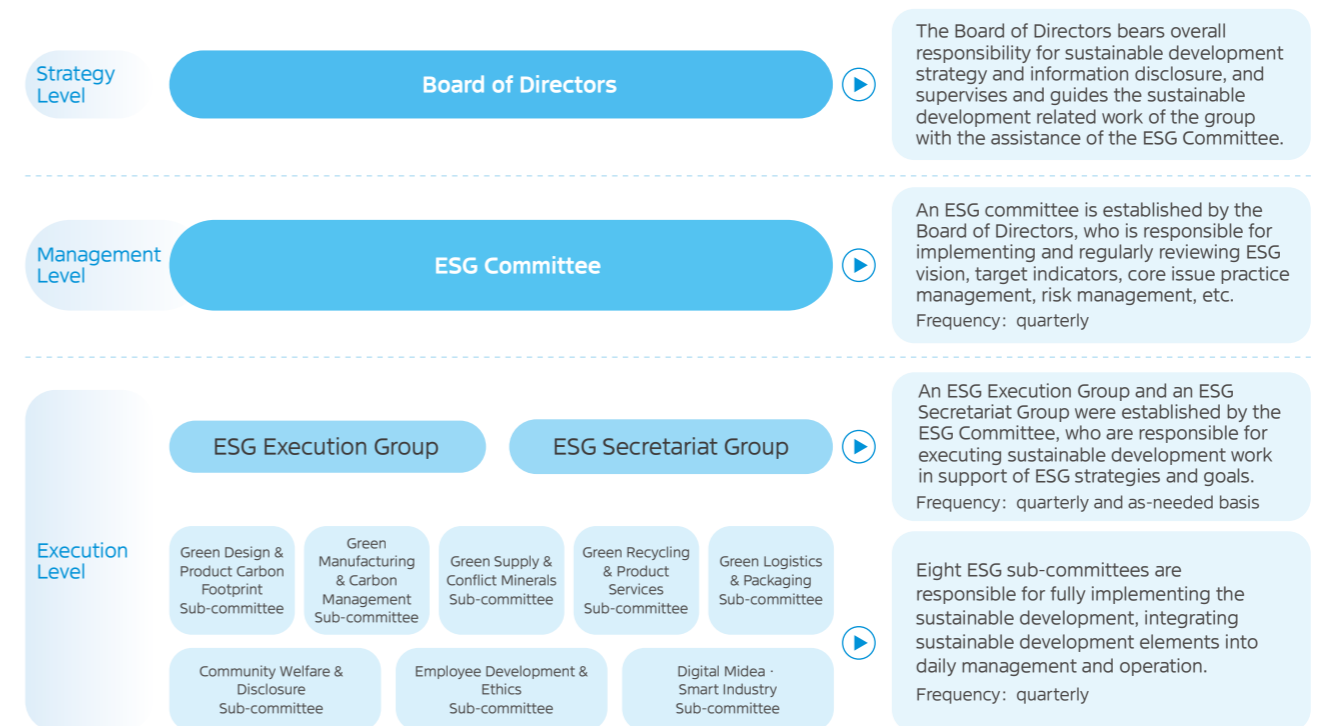 Strategy
Level
Board of Directors
The Board of Directors bears overall
responsibility for sustainable development
strategy and information disclosure, and
supervises and guides the sustainable
development related work of the group
with the assistance of the ESG Committee.
Management
Level
ESG Committee
An ESG committee is established by the
Board of Directors, who is responsible for
implementing and regularly reviewing ESG
vision, target indicators, core issue practice
management, risk management, etc.
Frequency: quarterly
Execution
Level
ESG Execution Group
ESG Secretariat Group
An ESG Execution Group and an ESG
Secretariat Group were established by the
ESG Committee, who are responsible for
executing sustainable development work
in support of ESG strategies and goals.
Frequency: quarterly and as-needed basis
Green Design &
Product Carbon
Footprint
Sub-committee
Green
Manufacturing
& Carbon
Management
Sub-committee
Green Supply &
Conflict Minerals
Sub-committee
Green Recycling
& Product
Services
Sub-committee
Green Logistics
& Packaging
Sub-committee
Community Welfare &
Disclosure
Sub-committee
Employee Development &
Ethics
Sub-committee
Digital Midea ·
Smart Industry
Sub-committee
Eight ESG sub-committees are
responsible for fully implementing the
sustainable development, integrating
sustainable development elements into
daily management and operation.
Frequency: quarterly